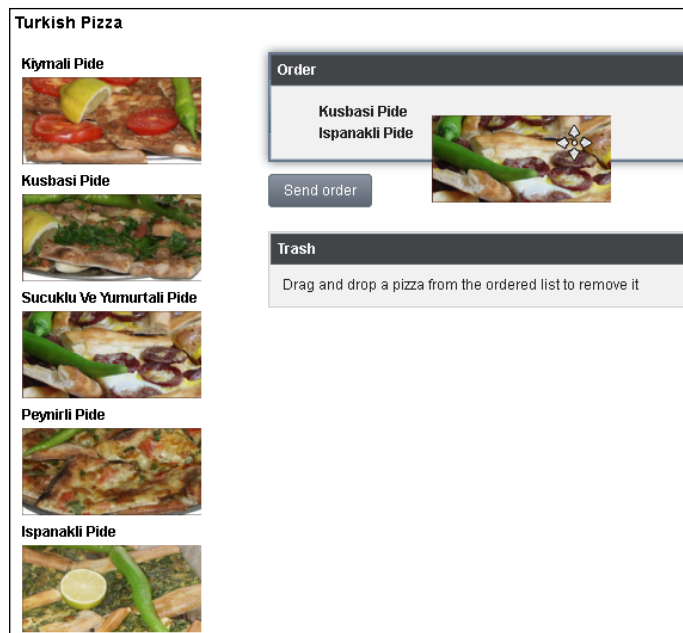 Turkish Pizza
Kiymali Pide
Kusbasi Pide
Sucuklu Ve Yumurtali Pide
Peynirli Pide
Ispanakli Pide
Order
Kusbasi Pide
Ispanakli Pide
Send order
Trash
Drag and drop a pizza from the ordered list to remove it